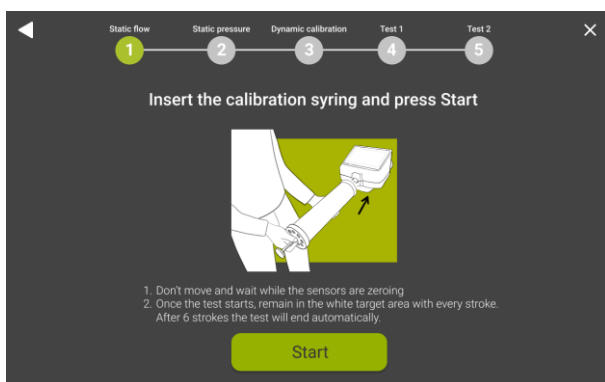 Static flow Static pressure Dynamic calibration Test 1 Test 2
1 2 3 4 5
Insert the calibration syring and press Start
1. Don't move and wait while the sensors are zeroing
2. Once the test starts, remain in the white target area with every stroke.
After 6 strokes the test will end automatically.
Start